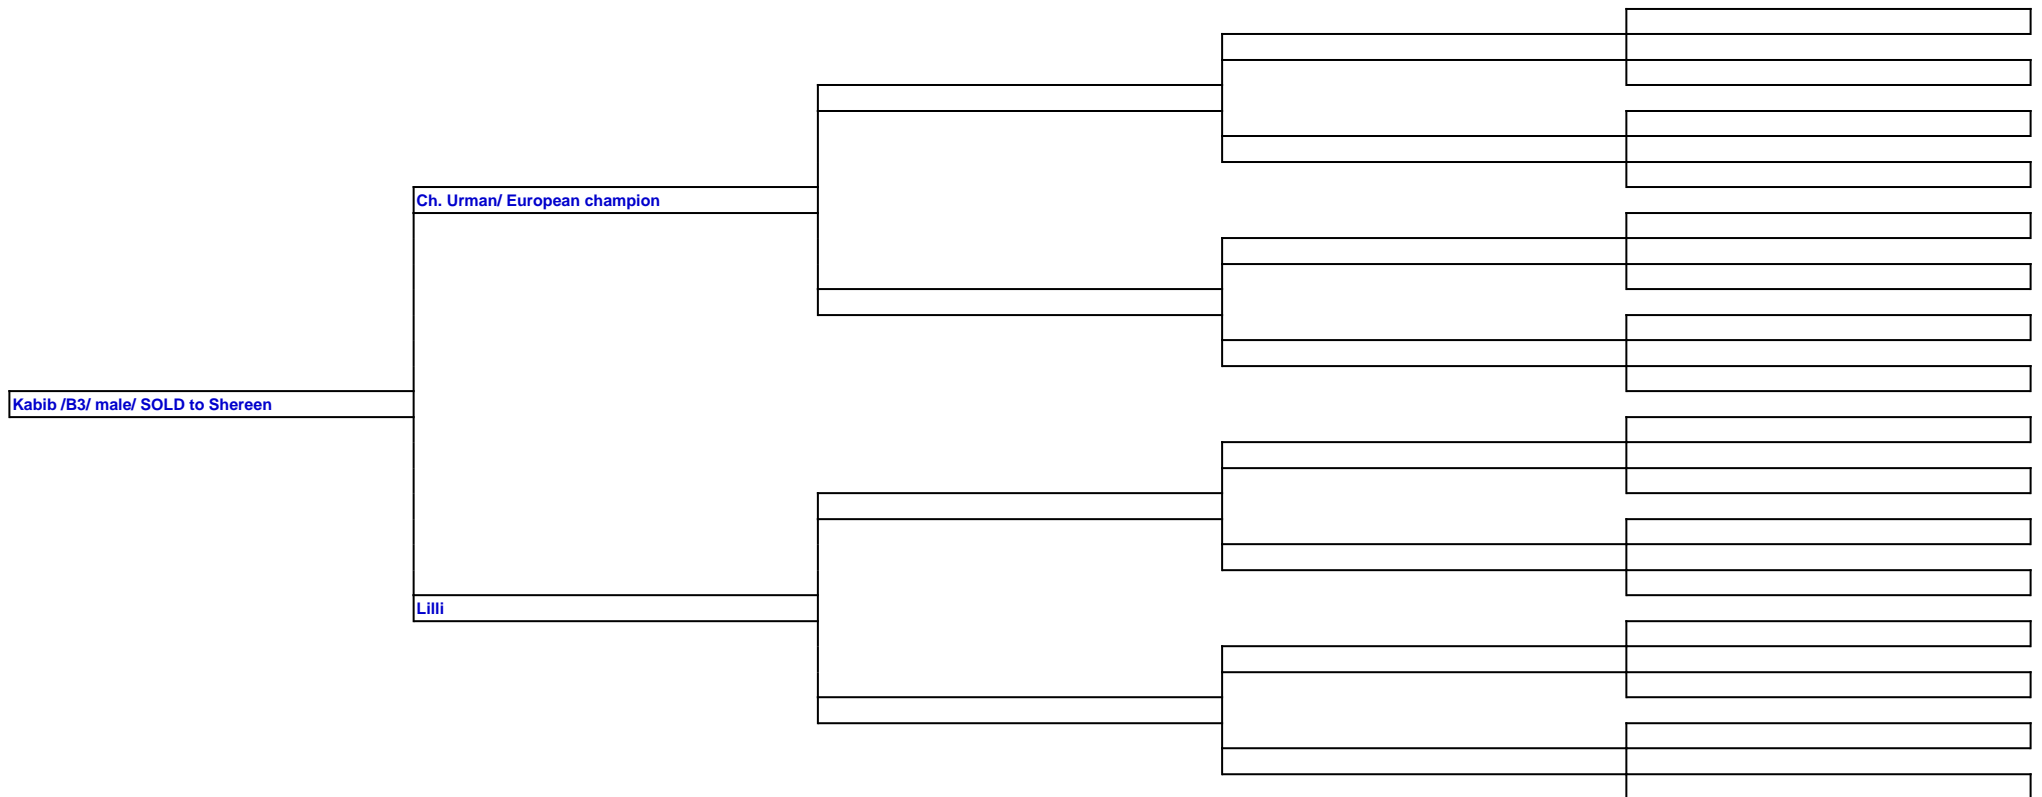 Ch. Urman/ European champion
Kabib /B3/ male/ SOLD to Shereen
Lilli